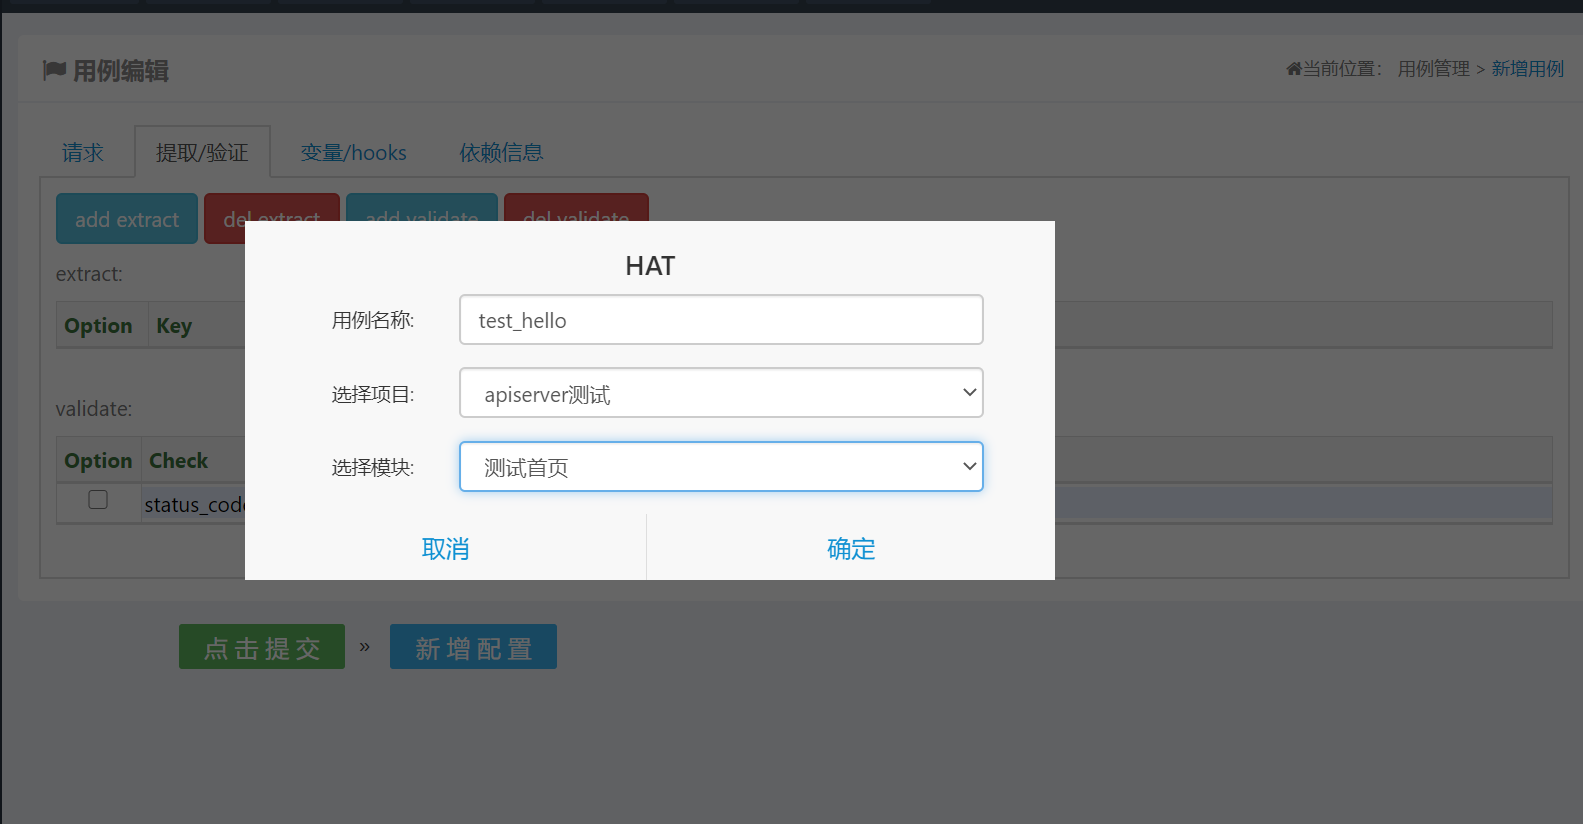 用例编辑
当前位置： 用例管理 > 新增用例
请求 提取/验证 变量/hooks 依赖信息
add extract del extract add validate del validate
extract:
Option Key
validate:
Option Check
status_code
HAT
用例名称: test_hello
选择项目: apiserver测试
选择模块: 测试首页
取消 确定
点击提交 » 新增配置